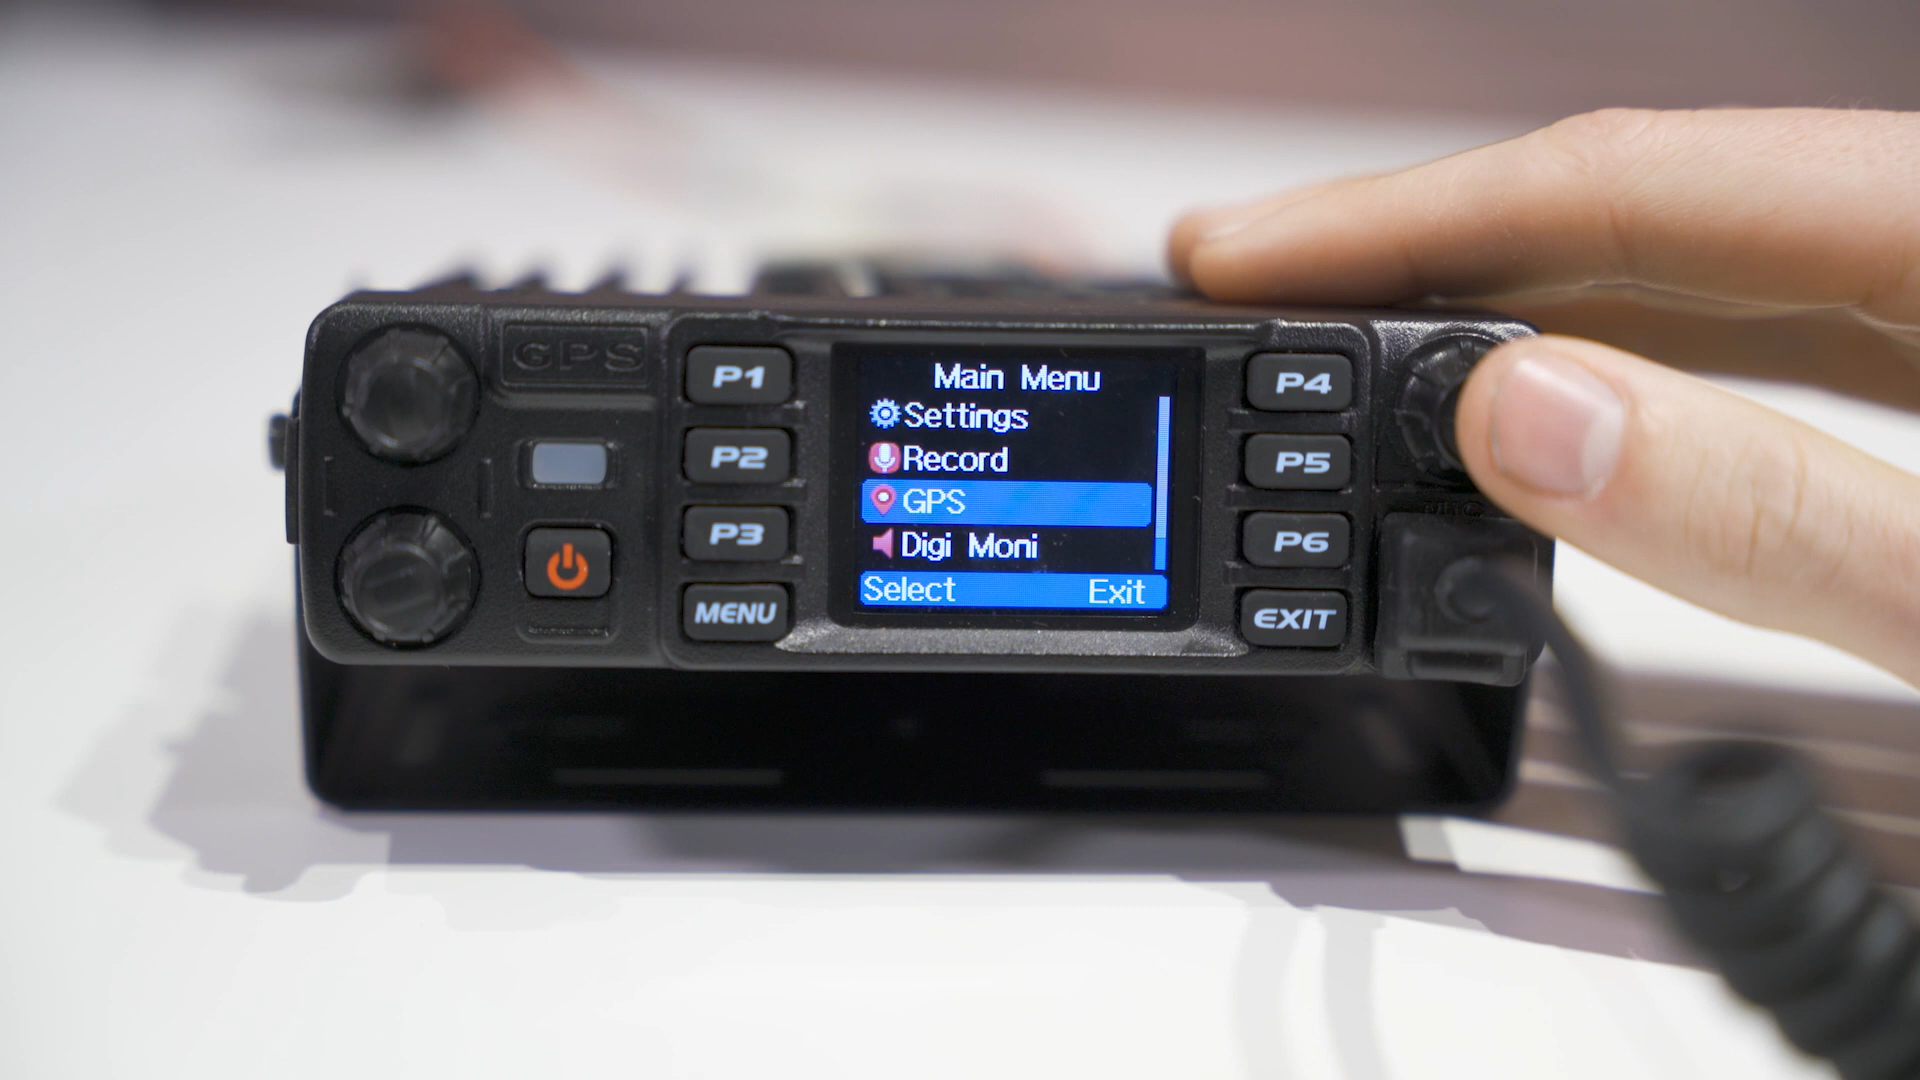 GPS
P1
P2
P3
MENU
Main Menu
Settings
Record
GPS
Digi Moni
Select Exit
P4
P5
P6
EXIT